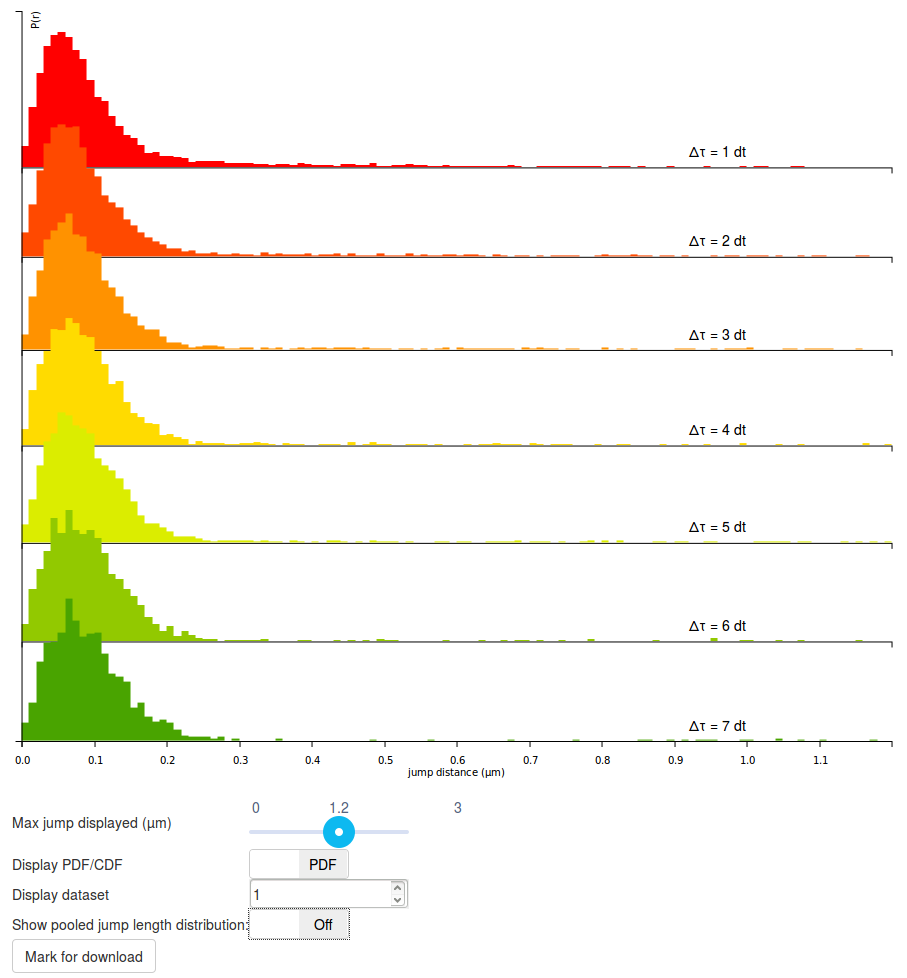 P(r)
Δτ = 1 dt
Δτ = 2 dt
Δτ = 3 dt
Δτ = 4 dt
Δτ = 5 dt
Δτ = 6 dt
Δτ = 7 dt
0.0 0.1 0.2 0.3 0.4 0.5 0.6 0.7 0.8 0.9 1.0 1.1
jump distance (μm)
0 1.2 3
Max jump displayed (μm)
Display PDF/CDF PDF
Display dataset 1
Show pooled jump length distribution: Off
Mark for download